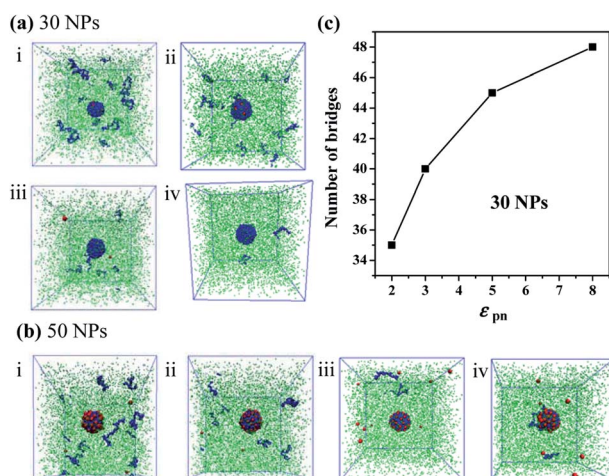 (a) 30 NPs
i
ii
iii
iv
(b) 50 NPs
i
ii
iii
iv
(c)
Number of bridges
48
46
44
42
40
38
36
34
2
3
4
5
6
7
8
30 NPs
ε pn